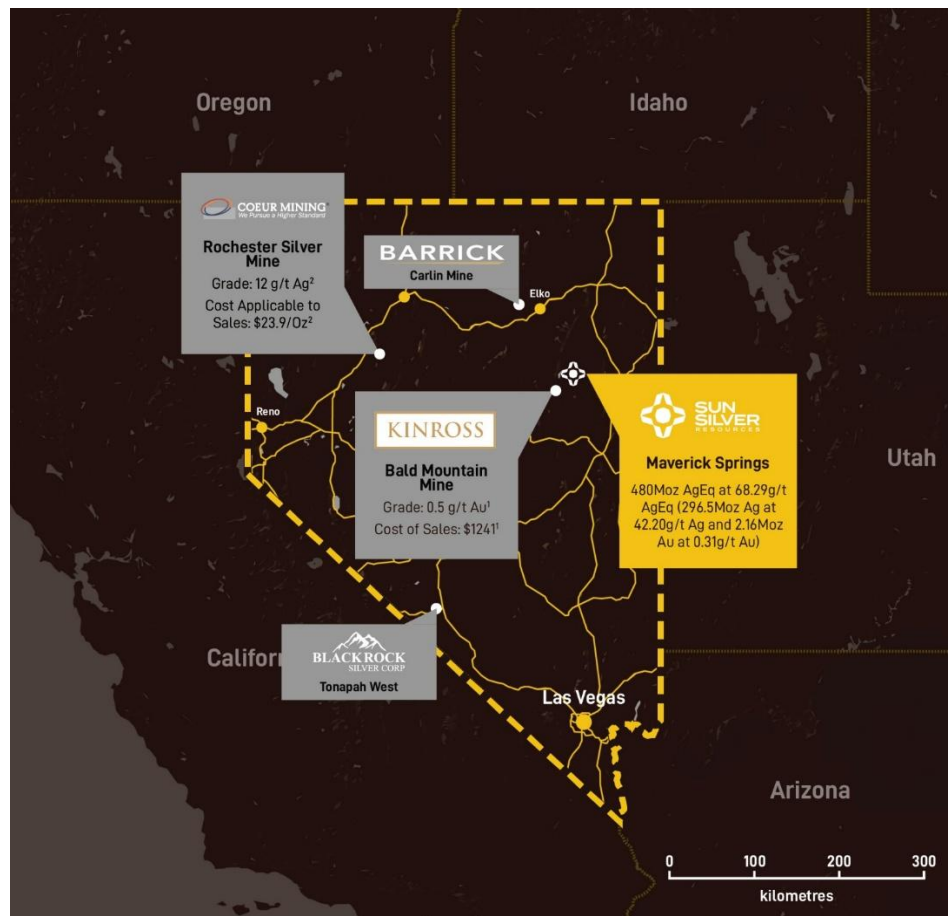 Oregon
Idaho
COEUR MINING
We Pursue a Higher Standard
Rochester Silver
Mine
Grade: 12 g/t Ag²
Cost Applicable to
Sales: $23.9/Oz²
BARRICK
Carlin Mine
Elko
Reno
KINROSS
Bald Mountain
Mine
Grade: 0.5 g/t Au¹
Cost of Sales: $1241¹
SUN
SILVER
RESOURCES
Maverick Springs
480Moz AgEq at 68.29g/t
AgEq (296.5Moz Ag at
42.20g/t Ag and 2.16Moz
Au at 0.31g/t Au)
Utah
Californ
BLACKROCK
SILVER CORP
Tonapah West
Las Vegas
Arizona
0 100 200 300
kilometres